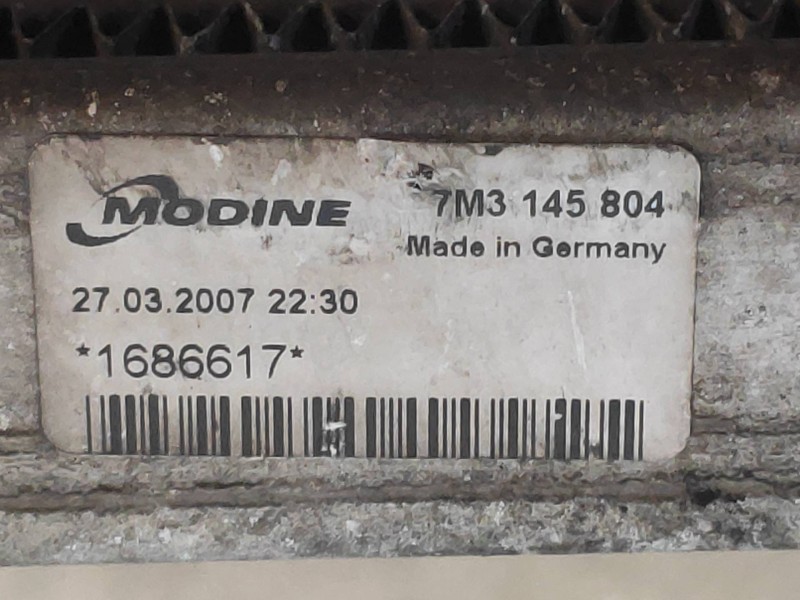 MODINE
7M3 145 804
Made in Germany
27.03.2007 22:30
*1686617*